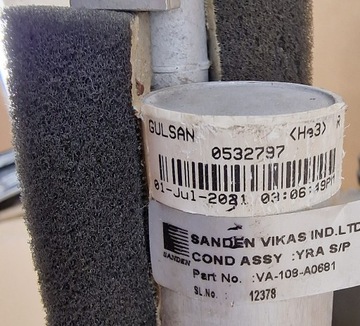 GULSAN <Ha3> R
0532797
01-Jul-2021 03:06:49PM
SANDEN VIKAS IND.LTD
SANDEN
COND ASSY :YRA S/P
Part No. :VA-108-A0681
SL.No. : 12378